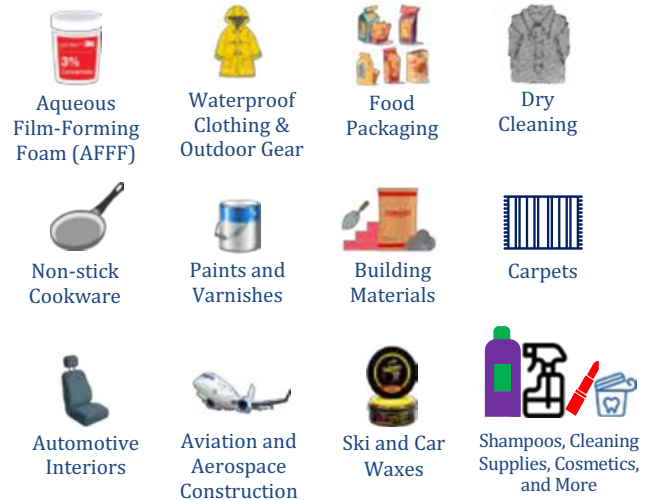 3M
3%
Concentrate
Aqueous
Film-Forming
Foam (AFFF)
Waterproof
Clothing &
Outdoor Gear
Food
Packaging
Dry
Cleaning
Non-stick
Cookware
Paints and
Varnishes
Building
Materials
Carpets
Automotive
Interiors
Aviation and
Aerospace
Construction
Ski and Car
Waxes
Shampoos, Cleaning
Supplies, Cosmetics,
and More